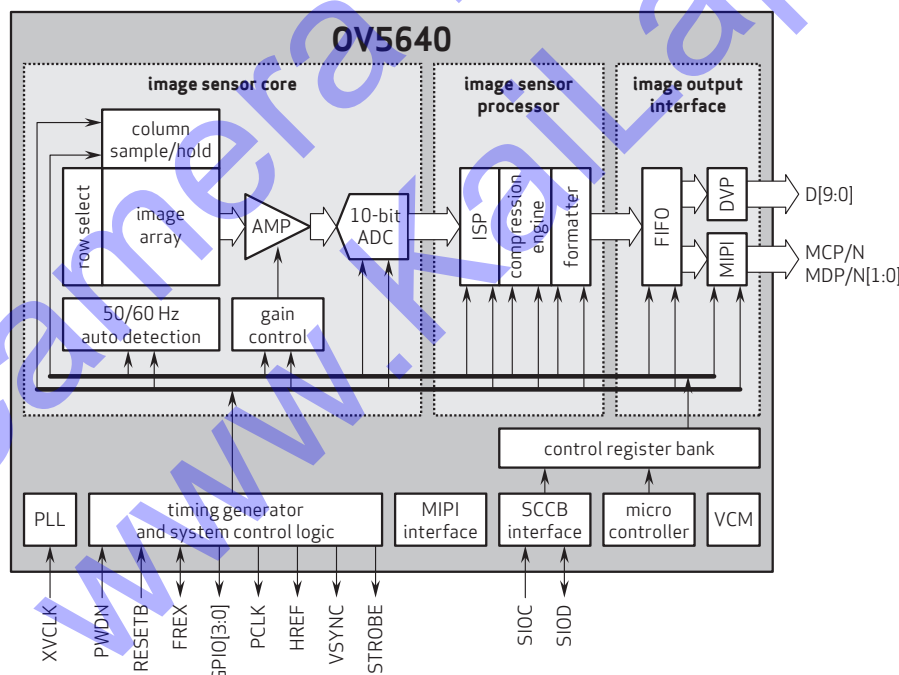 OV5640
image sensor core
image sensor
processor
image output
interface
column
sample/hold
row select
image
array
AMP
10-bit
ADC
ISP
compression
engine
formatter
FIFO
DVP
MIPI
D[9:0]
MCP/N
MDP/N[1:0]
50/60 Hz
auto detection
gain
control
control register bank
PLL
timing generator
and system control logic
MIPI
interface
SCCB
interface
micro
controller
VCM
XVCLK
PWDN
RESETB
FREX
GPIO[3:0]
PCLK
HREF
VSYNC
STROBE
SIOC
SIOD